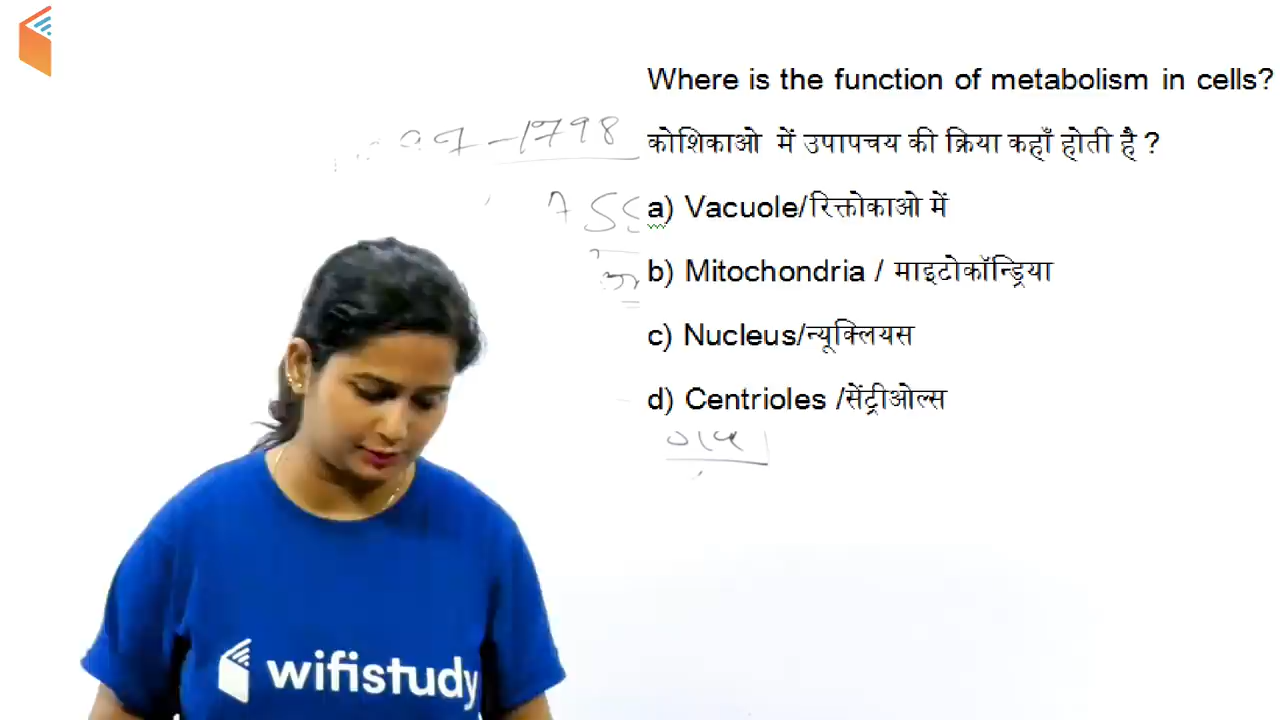 Where is the function of metabolism in cells?
कोशिकाओ में उपापचय की क्रिया कहाँ होती है ?
-1798
a) Vacuole/रिक्तोकाओ में
b) Mitochondria / माइटोकॉन्ड्रिया
c) Nucleus/न्यूक्लियस
d) Centrioles /सेंट्रीओल्स
wifistudy